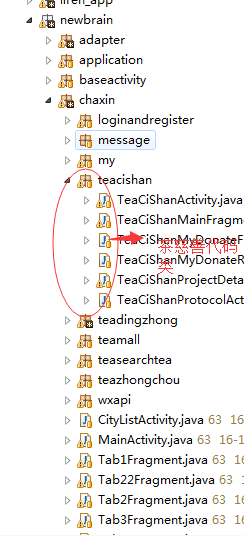 liren_app
newbrain
adapter
application
baseactivity
chaxin
loginandregister
message
my
teacishan
TeaCiShanActivity.java
TeaCiShanMainFragme
TeaCiShanMyDonateF
茶慈善代码
TeaCiShanMyDonateR
类
TeaCiShanProjectDeta
TeaCiShanProtocolAct
teadingzhong
teamall
teasearchtea
teazhongchou
wxapi
CityListActivity.java 63 16
MainActivity.java 63 16-1
Tab1Fragment.java 63 16
Tab22Fragment.java 63 1
Tab2Fragment.java 63 16
Tab3Fragment.java 63 16